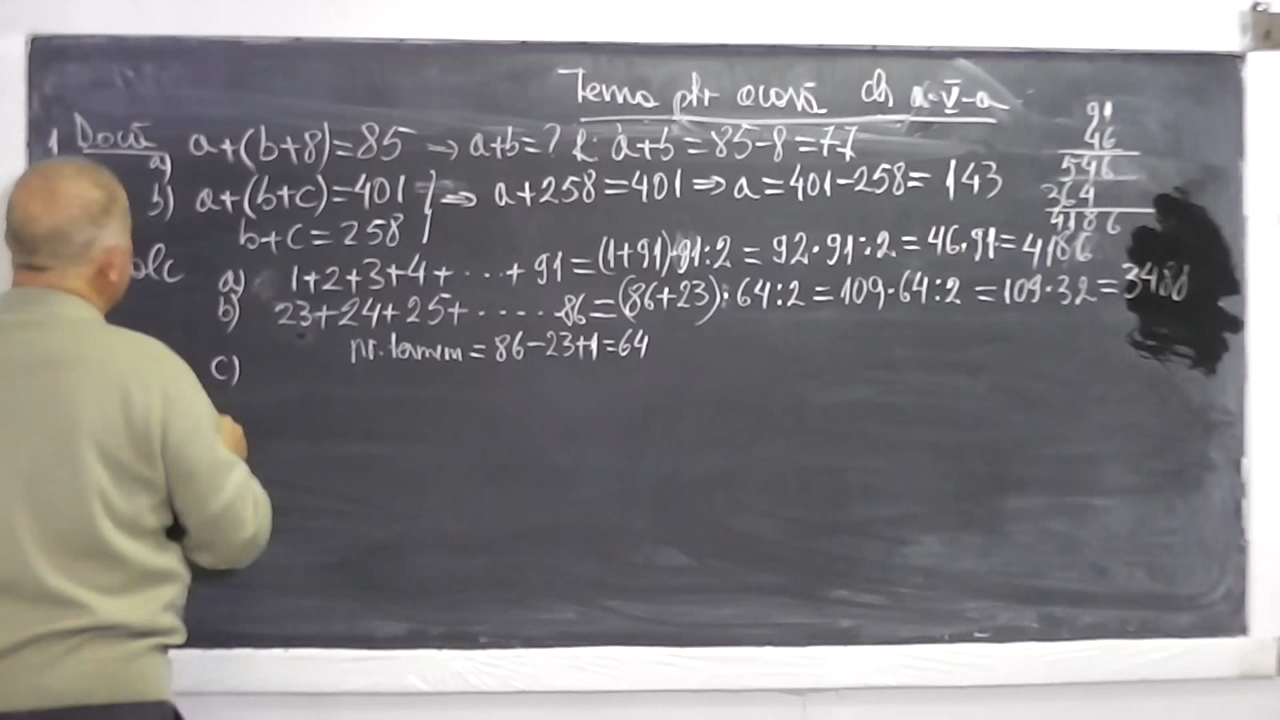 Tema ptr acasă cls a-V-a
1 Dacă
a) a+(b+8)=85 → a+b=? R: a+b=85-8=77
b) a+(b+c)=401
b+c=258 } ⇒ a+258=401 ⇒ a=401-258=143
alc
a) 1+2+3+4+...+91=(1+91)·91:2=92·91:2=46·91=4186
b) 23+24+25+......86=(86+23)·64:2=109·64:2=109·32=3488
nr. termeni=86-23+1=64
c)
91
46
546
364
4186